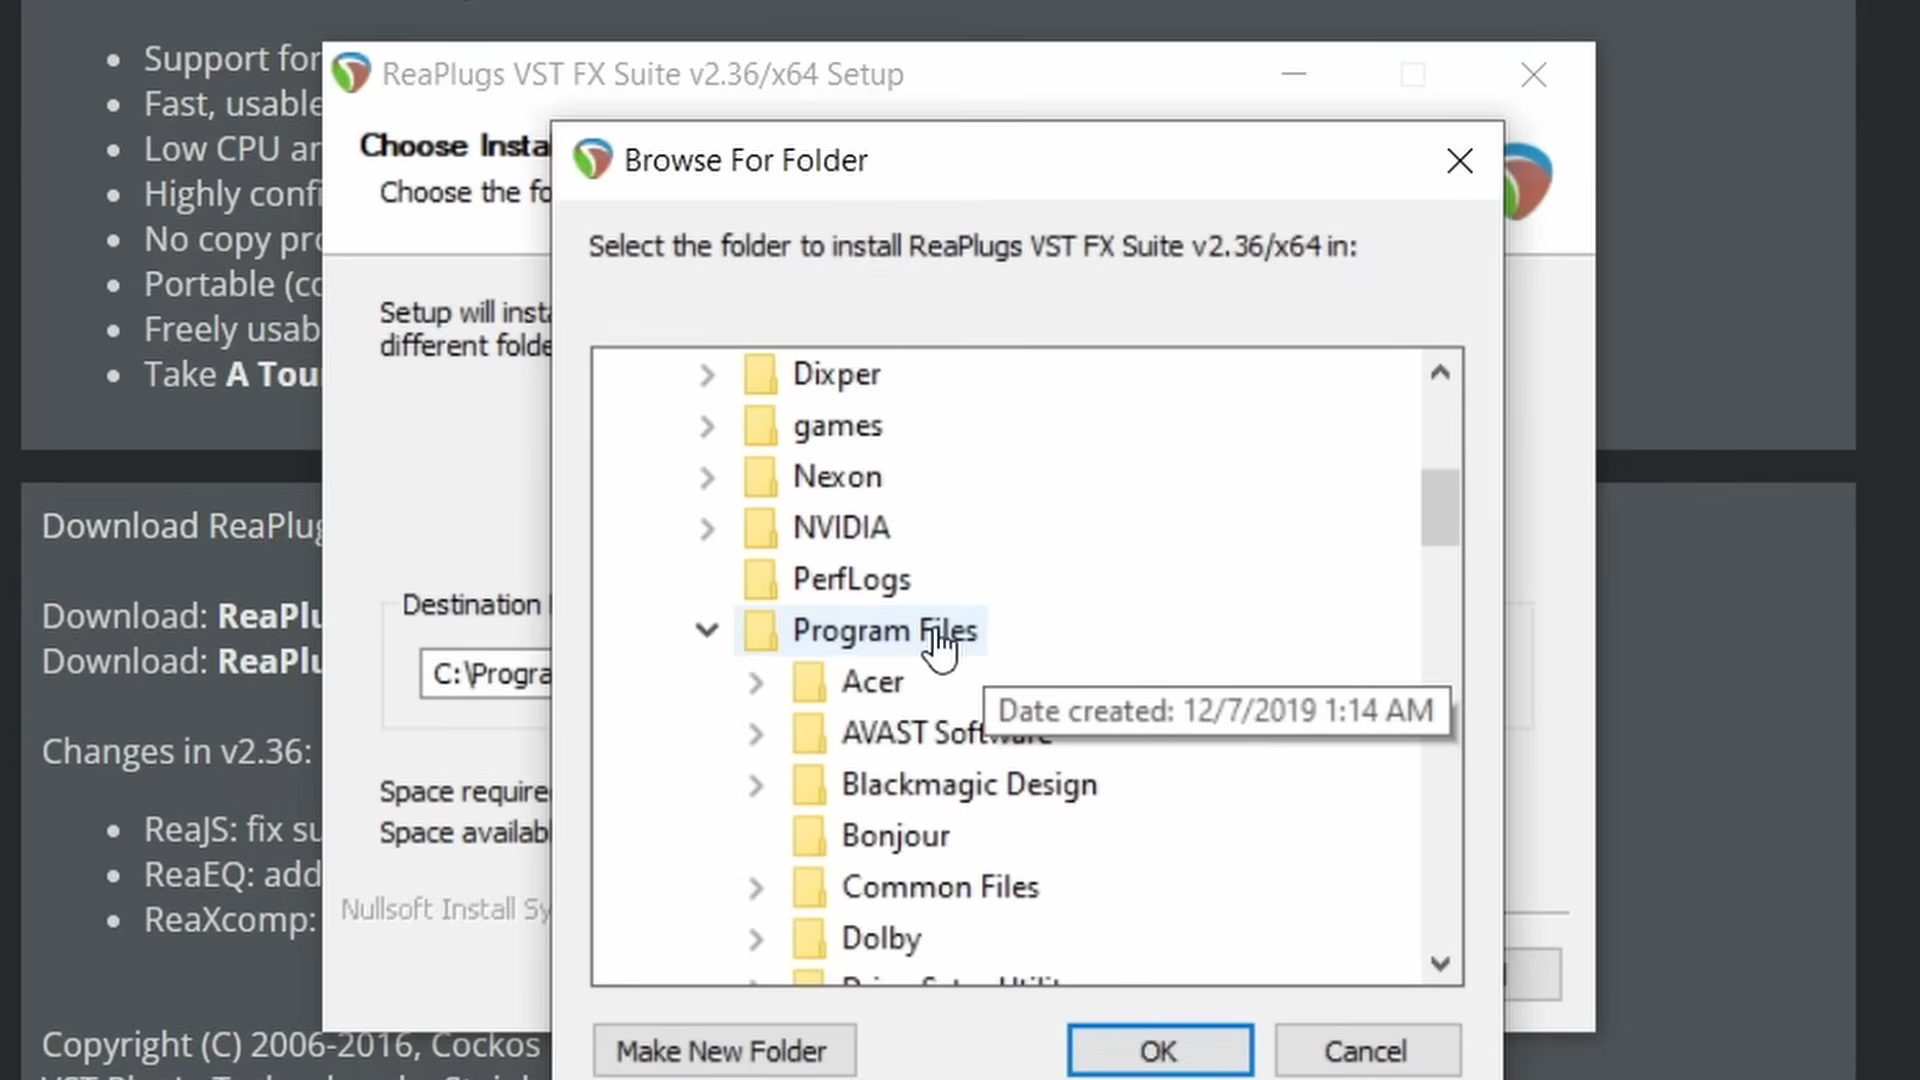 Support for
Fast, usable
Low CPU ar
Highly confi
No copy pro
Portable (co
Freely usab
Take A Tour
Download ReaPlug
Download: ReaPlu
Download: ReaPlu
Changes in v2.36:
ReaJS: fix su
ReaEQ: add
ReaXcomp:
Copyright (C) 2006-2016, Cockos
ReaPlugs VST FX Suite v2.36/x64 Setup
Choose Insta
Choose the fo
Setup will insta
different folde
Destination
C:\Progra
Space require
Space availabl
Nullsoft Install Sy
Browse For Folder
Select the folder to install ReaPlugs VST FX Suite v2.36/x64 in:
Dixper
games
Nexon
NVIDIA
PerfLogs
Program Files
Acer
Date created: 12/7/2019 1:14 AM
AVAST Software
Blackmagic Design
Bonjour
Common Files
Dolby
Make New Folder
OK
Cancel